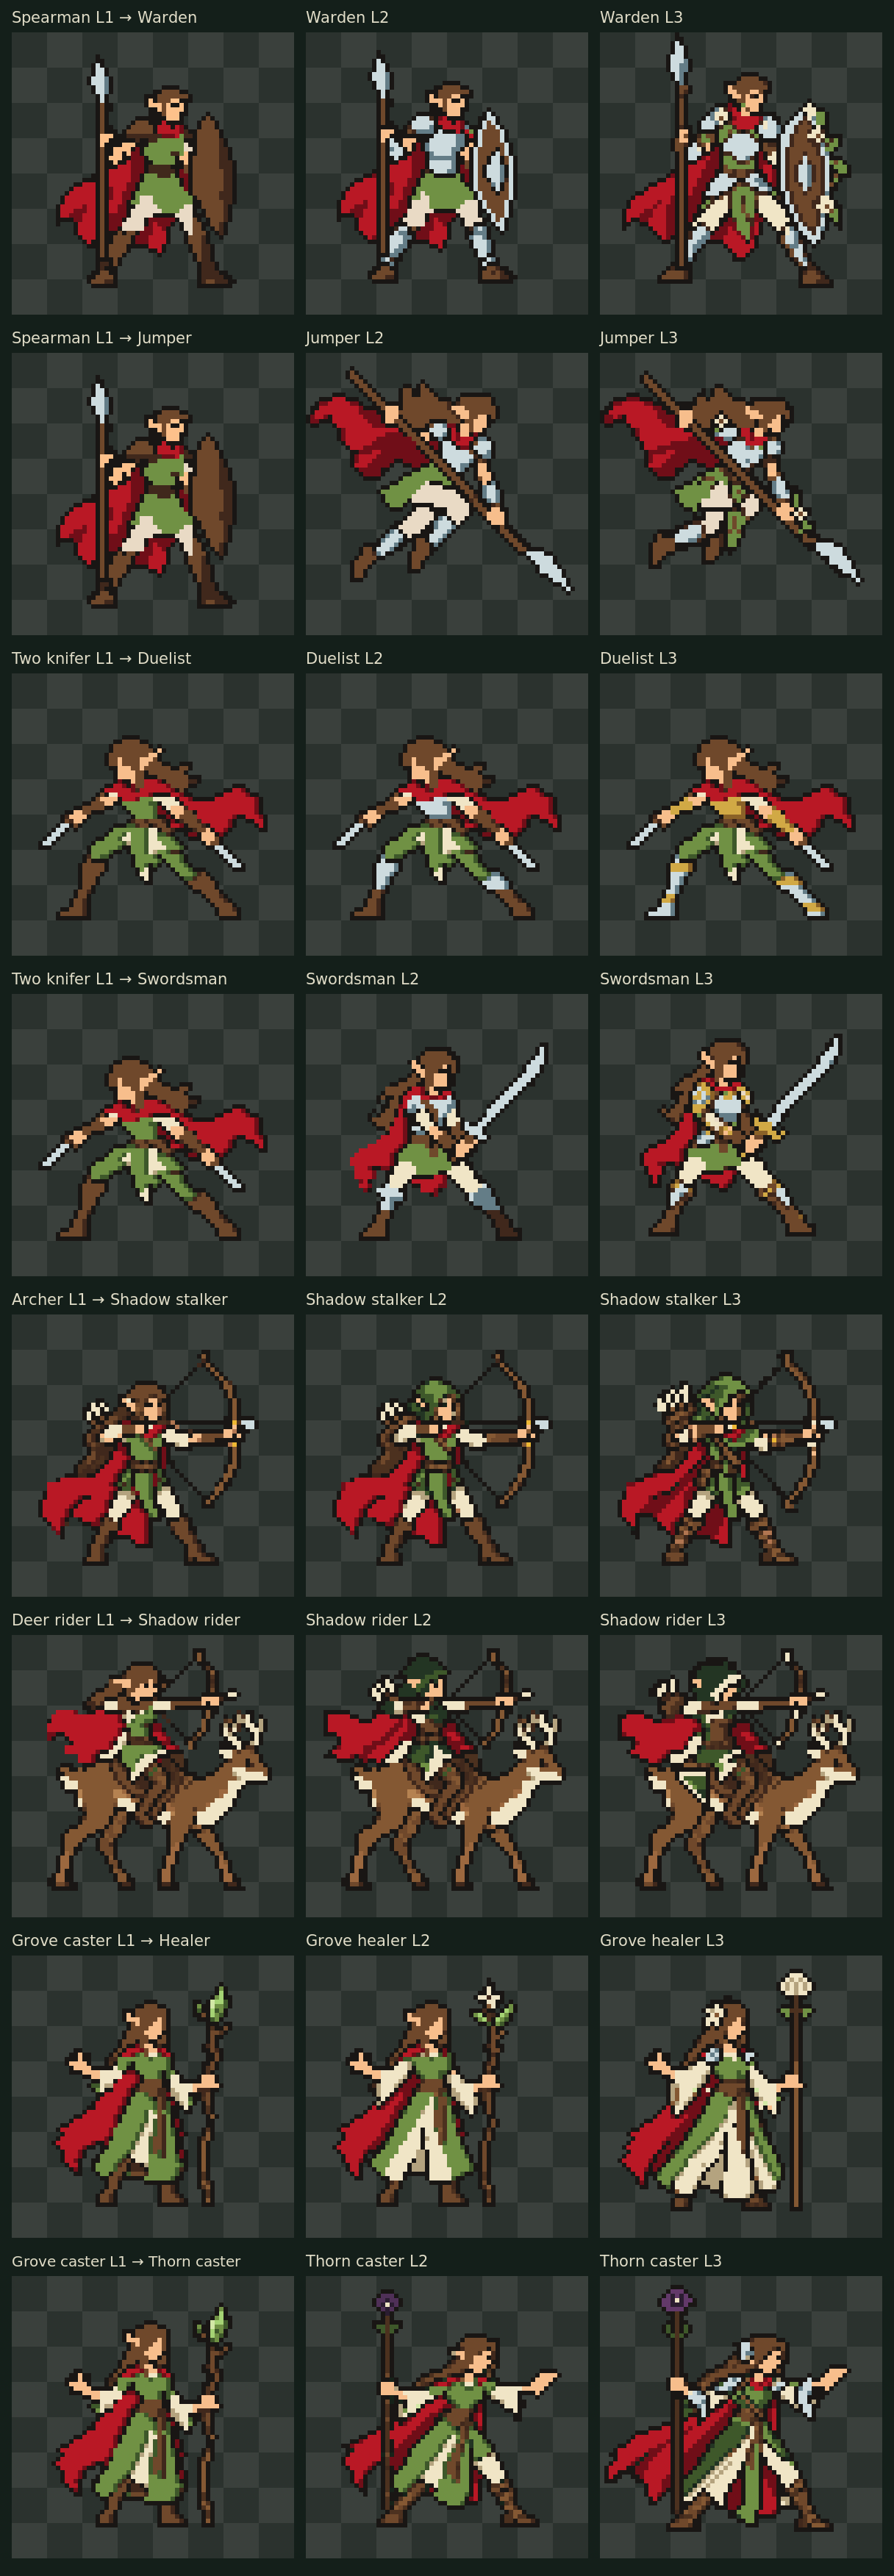 Spearman L1 → Warden
Warden L2
Warden L3
Spearman L1 → Jumper
Jumper L2
Jumper L3
Two knifer L1 → Duelist
Duelist L2
Duelist L3
Two knifer L1 → Swordsman
Swordsman L2
Swordsman L3
Archer L1 → Shadow stalker
Shadow stalker L2
Shadow stalker L3
Deer rider L1 → Shadow rider
Shadow rider L2
Shadow rider L3
Grove caster L1 → Healer
Grove healer L2
Grove healer L3
Grove caster L1 → Thorn caster
Thorn caster L2
Thorn caster L3